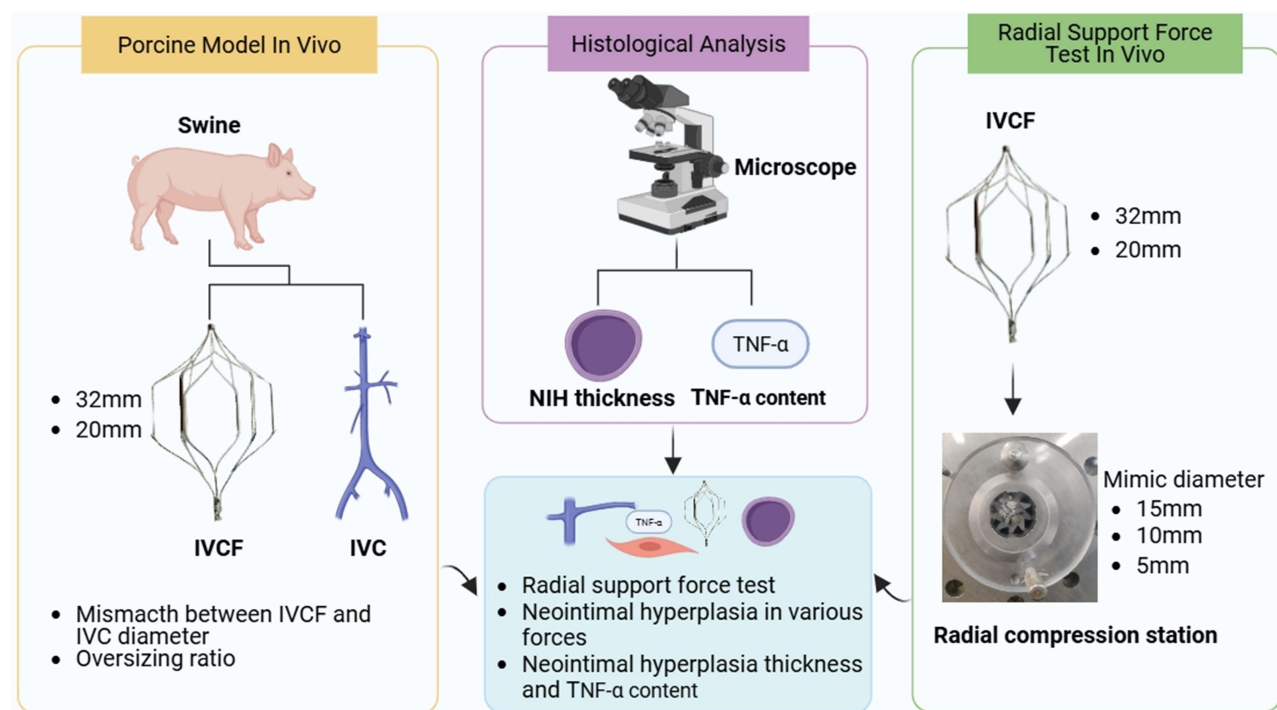 Porcine Model In Vivo
Swine
• 32mm
• 20mm
IVCF
IVC
• Mismacth between IVCF and
IVC diameter
• Oversizing ratio
Histological Analysis
Microscope
TNF-α
NIH thickness
TNF-α content
TNF-α
• Radial support force test
• Neointimal hyperplasia in various
forces
• Neointimal hyperplasia thickness
and TNF-α content
Radial Support Force
Test In Vivo
IVCF
• 32mm
• 20mm
Mimic diameter
• 15mm
• 10mm
• 5mm
Radial compression station